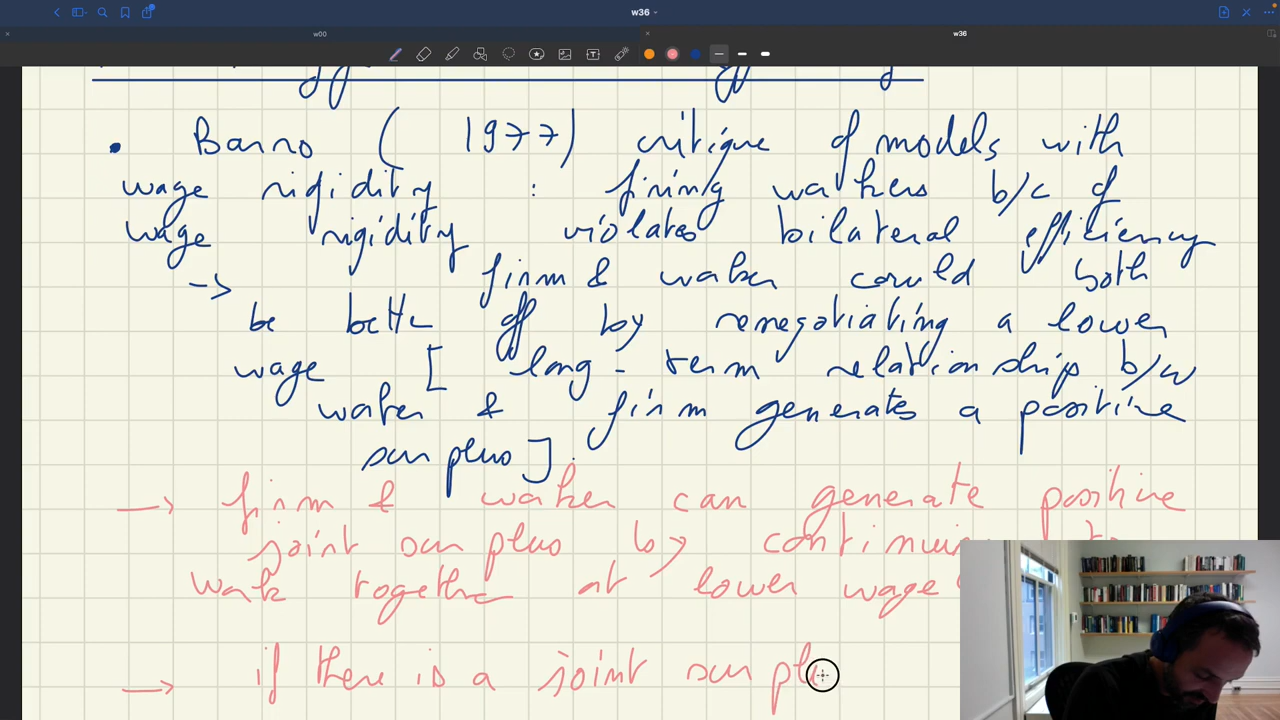 w36
w00
w36
• Barro (1977) critique of models with
wage rigidity : firing workers b/c of
wage rigidity violates bilateral efficiency
-> firm & worker could both
be better off by renegotiating a lower
wage [ long-term relationship b/w
worker & firm generates a positive
surplus ].
-> firm & worker can generate positive
joint surplus by continuing to
work together at lower wage
-> if there is a joint surplu